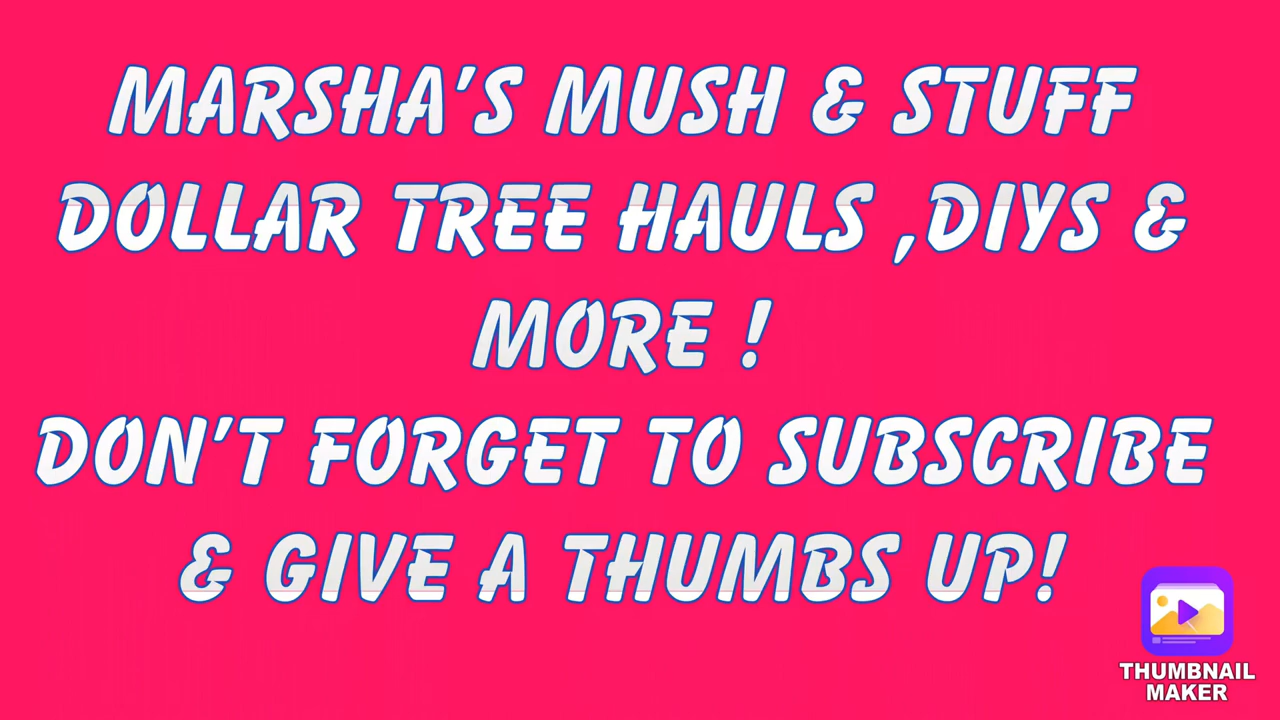 MARSHA'S MUSH & STUFF
DOLLAR TREE HAULS ,DIYS &
MORE !
DON'T FORGET TO SUBSCRIBE
& GIVE A THUMBS UP!
THUMBNAIL
MAKER